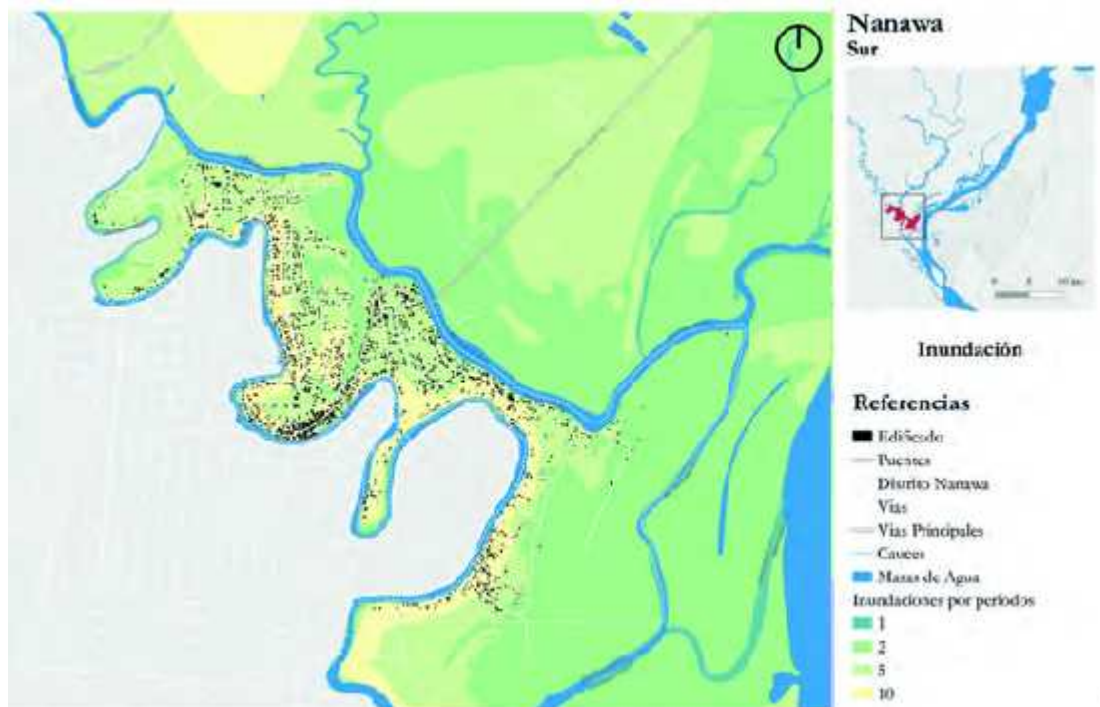 Nanawa
Sur
Inundación
Referencias
Edificado
Puentes
Distrito Nanawa
Vías
Vías Principales
Cauces
Masas de Agua
Inundaciones por períodos
1
2
5
10